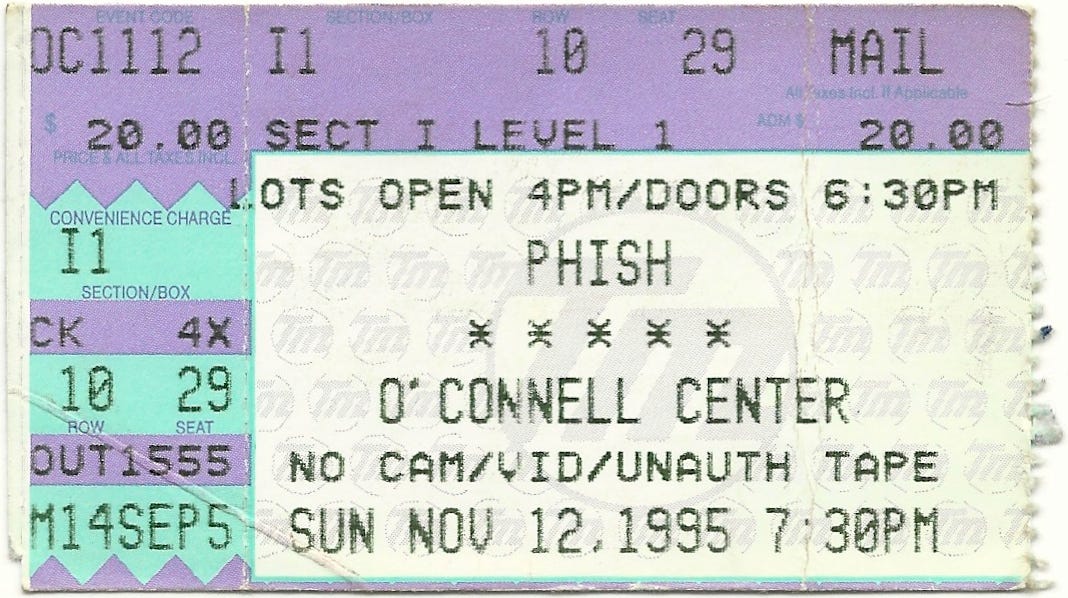 EVENT CODE SECTION/BOX ROW SEAT
OC1112 I1 10 29 MAIL
All Taxes Incl. If Applicable
$ 20.00 SECT I LEVEL 1 ADM $ 20.00
PRICE & ALL TAXES INCL.
LOTS OPEN 4PM/DOORS 6:30PM
CONVENIENCE CHARGE
I1 PHISH
SECTION/BOX
CK 4X * * * * *
10 29 O'CONNELL CENTER
ROW SEAT
OUT1555 NO CAM/VID/UNAUTH TAPE
M14SEP5 SUN NOV 12,1995 7:30PM